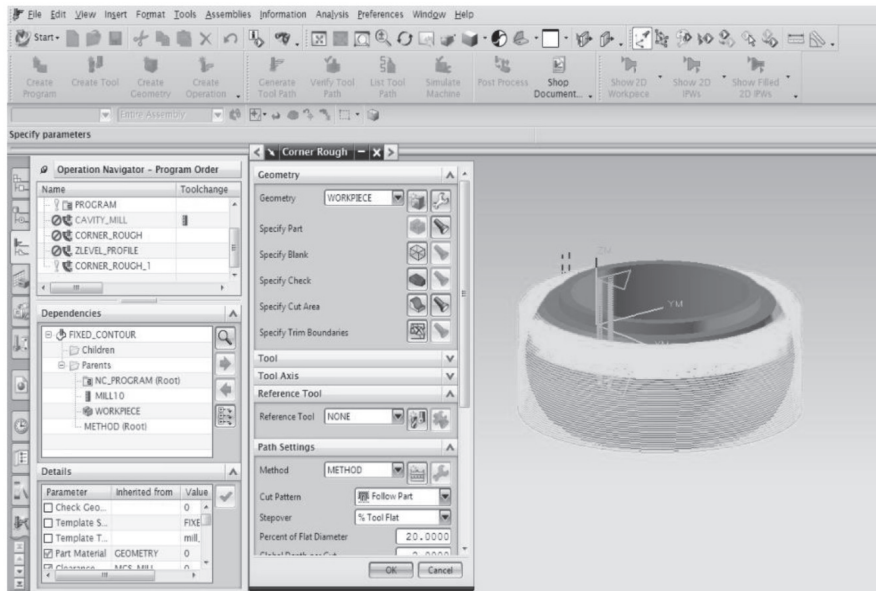 File Edit View Insert Format Tools Assemblies Information Analysis Preferences Window Help
Start
Create Program Create Tool Create Geometry Create Operation Generate Tool Path Verify Tool Path List Tool Path Simulate Machine Post Process Shop Document... Show 2D Workpiece Show 2D IPWs Show Filled 2D IPWs
Entire Assembly
Specify parameters
Operation Navigator - Program Order
Name Toolchange
PROGRAM
CAVITY_MILL
CORNER_ROUGH
ZLEVEL_PROFILE
CORNER_ROUGH_1
Dependencies
FIXED_CONTOUR
Children
Parents
NC_PROGRAM (Root)
MILL10
WORKPIECE
METHOD (Root)
Details
Parameter Inherited from Value
Check Geo... 0
Template S... FIXE
Template T... mill,
Part Material GEOMETRY 0
Clearance MCS_MILL 0
Corner Rough
Geometry
Geometry WORKPIECE
Specify Part
Specify Blank
Specify Check
Specify Cut Area
Specify Trim Boundaries
Tool
Tool Axis
Reference Tool
Reference Tool NONE
Path Settings
Method METHOD
Cut Pattern Follow Part
Stepover % Tool Flat
Percent of Flat Diameter 20.0000
Global Depth per Cut
OK Cancel
ZM
YM